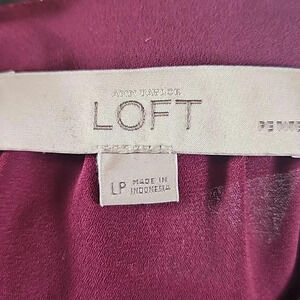 ANN TAYLOR
LOFT
LP
MADE IN
INDONESIA